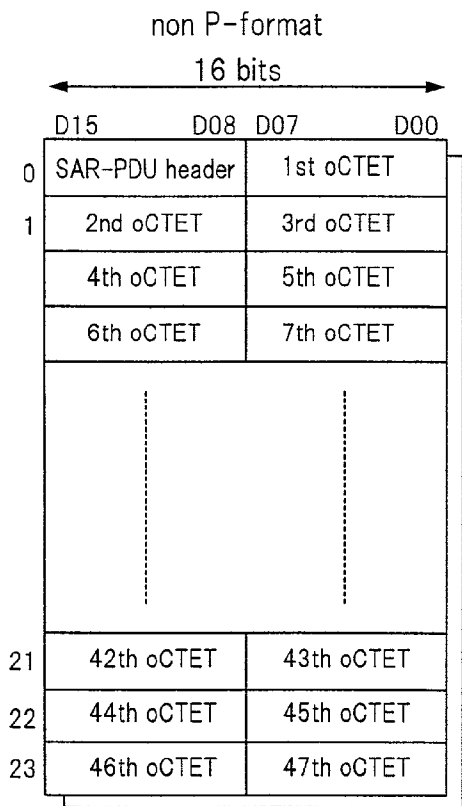 non P-format
16 bits
D15 D08 D07 D00
0 SAR-PDU header 1st oCTET
1 2nd oCTET 3rd oCTET
4th oCTET 5th oCTET
6th oCTET 7th oCTET
21 42th oCTET 43th oCTET
22 44th oCTET 45th oCTET
23 46th oCTET 47th oCTET